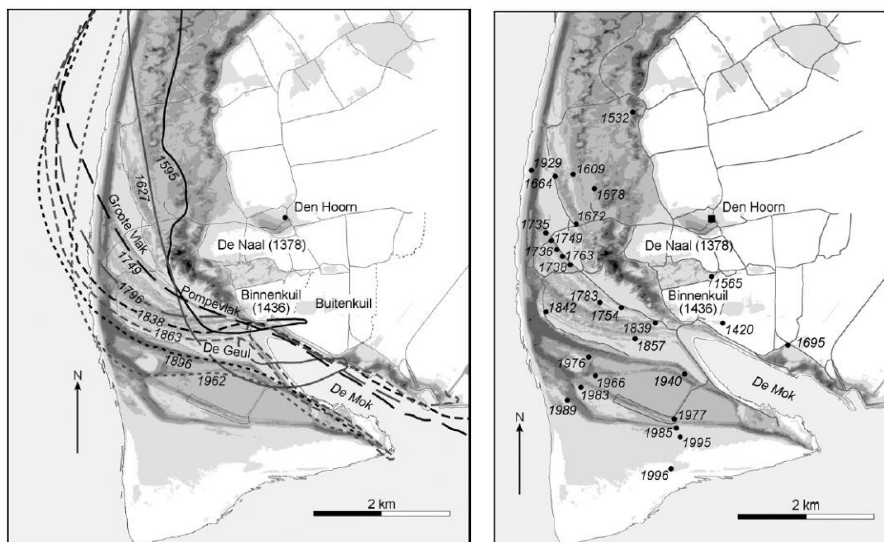 1595
1627
Groote Vlak
Den Hoorn
De Naal (1378)
1749
1796
Pompevlak
Binnenkuil
(1436)
Buitenkuil
1838
1863
De Geul
1896
1962
De Mok
N
2 km
1532
1929
1664
1609
1678
Den Hoorn
1672
1735
1749
De Naal (1378)
1736
1763
1738
1565
Binnenkuil
(1436)
1783
1754
1842
1839
1420
1857
1695
1976
1966
1940
De Mok
1983
1989
N
1977
1985
1995
1996
2 km